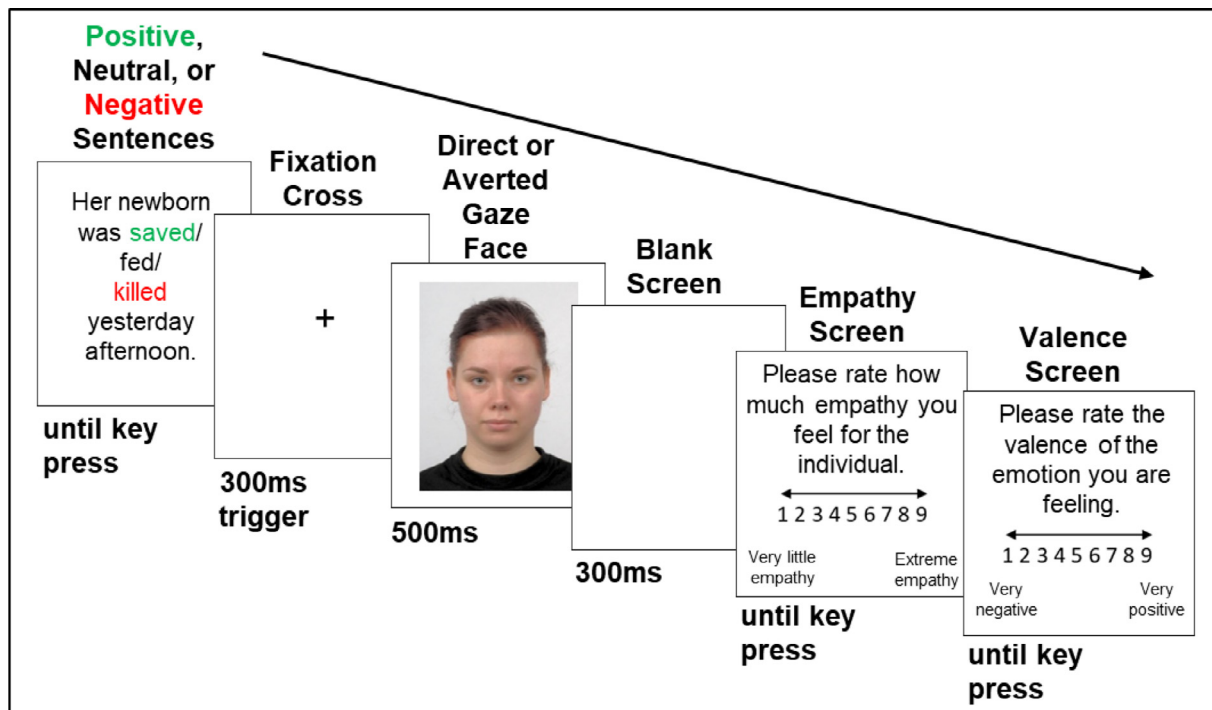 Positive,
Neutral, or
Negative
Sentences
Her newborn
was saved/
fed/
killed
yesterday
afternoon.
until key
press
Fixation
Cross
+
300ms
trigger
Direct or
Averted
Gaze
Face
500ms
Blank
Screen
300ms
Empathy
Screen
Please rate how
much empathy you
feel for the
individual.
1 2 3 4 5 6 7 8 9
Very little
empathy
Extreme
empathy
until key
press
Valence
Screen
Please rate the
valence of the
emotion you are
feeling.
1 2 3 4 5 6 7 8 9
Very
negative
Very
positive
until key
press